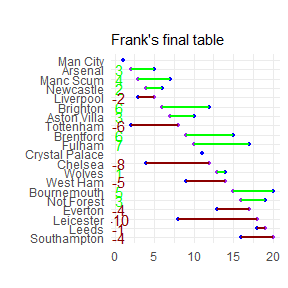 Frank's final table
Man City
Arsenal 3
Manc Scum 4
Newcastle 2
Liverpool -2
Brighton 6
Aston Villa 3
Tottenham -6
Brentford 6
Fulham 7
Crystal Palace
Chelsea -8
Wolves 1
West Ham -5
Bournemouth 5
Not Forest 3
Everton -4
Leicester -10
Leeds -1
Southampton -4
0 5 10 15 20